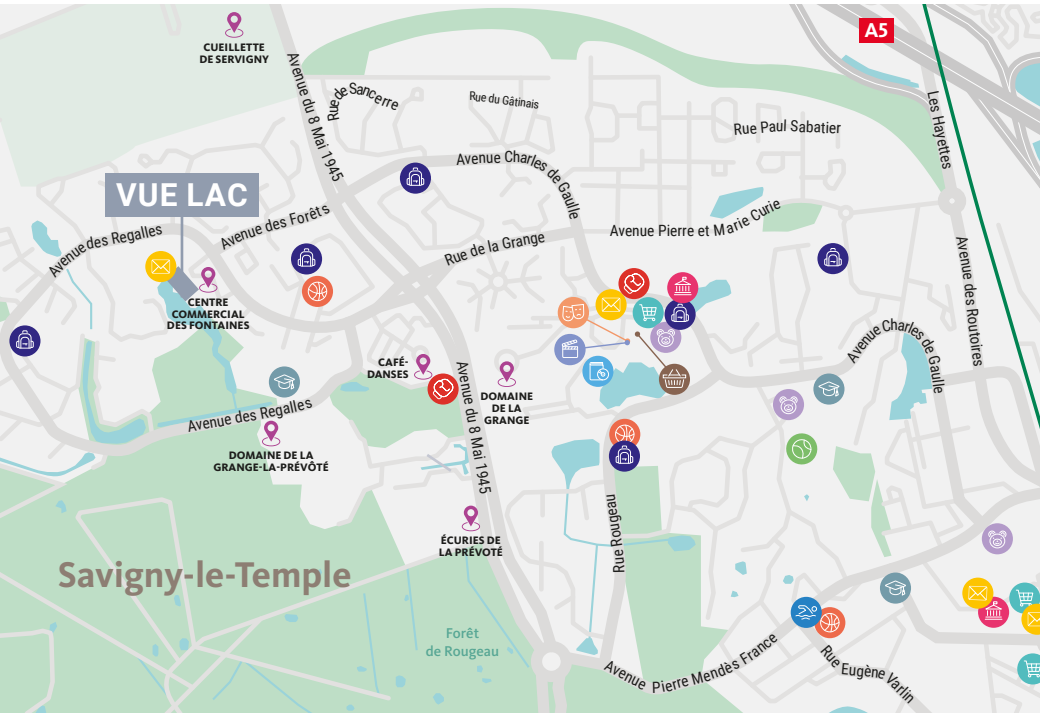 A5
CUEILLETTE
DE SERVIGNY
Avenue du 8 Mai 1945
Rue de Sancerre
Rue du Gâtinais
Rue Paul Sabatier
Les Hayettes
Avenue Charles de Gaulle
VUE LAC
Avenue des Regalles
Avenue des Forêts
Rue de la Grange
Avenue Pierre et Marie Curie
Avenue des Routoires
CENTRE
COMMERCIAL
DES FONTAINES
Avenue Charles de Gaulle
CAFÉ-
DANSES
Avenue du 8 Mai 1945
DOMAINE
DE LA
GRANGE
Avenue des Regalles
DOMAINE DE LA
GRANGE-LA-PRÉVÔTÉ
ÉCURIES DE
LA PRÉVOTÉ
Rue Rougeau
Savigny-le-Temple
Forêt
de Rougeau
Avenue Pierre Mendès France
Rue Eugène Varlin